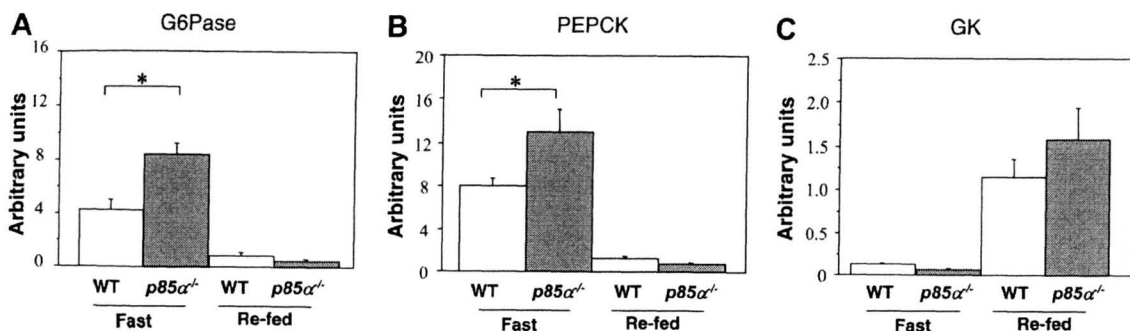 A G6Pase
Arbitrary units
16
12
8
4
0
*
WT p85α-/- WT p85α-/-
Fast Re-fed
B PEPCK
Arbitrary units
20
16
12
8
4
0
*
WT p85α-/- WT p85α-/-
Fast Re-fed
C GK
Arbitrary units
2.5
2.0
1.5
1.0
0.5
0
WT p85α-/- WT p85α-/-
Fast Re-fed